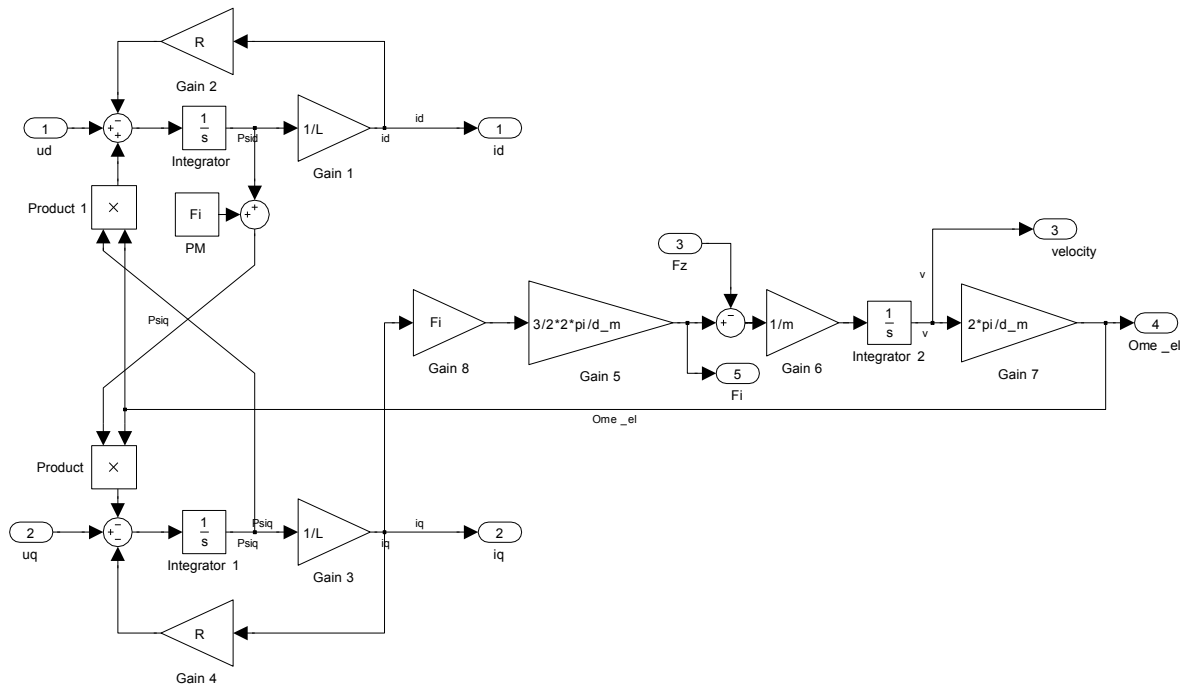 R
Gain 2
1
ud
1
s
Integrator
Psid
1/L
Gain 1
id
id
1
id
Product 1
×
Fi
PM
3
Fz
3
velocity
v
Psiq
Fi
Gain 8
3/2*2*pi/d_m
Gain 5
5
Fi
1/m
Gain 6
1
s
Integrator 2
v
2*pi/d_m
Gain 7
4
Ome _el
Ome _el
Product
×
2
uq
1
s
Integrator 1
Psiq
Psiq
1/L
Gain 3
iq
iq
2
iq
R
Gain 4